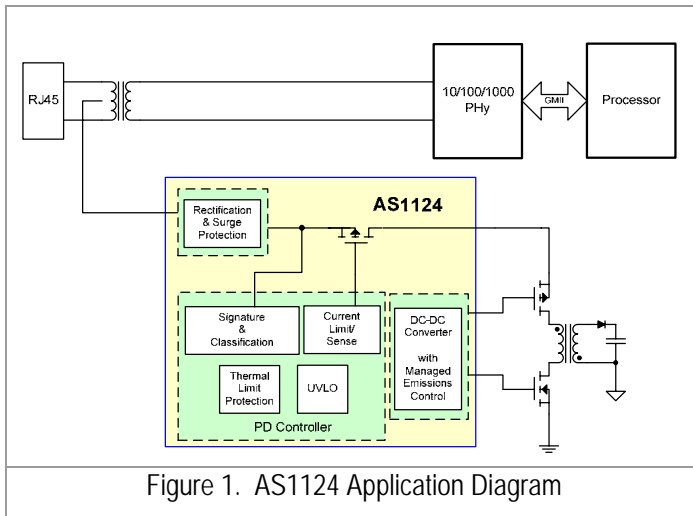 RJ45
10/100/1000
PHy
GMII
Processor
AS1124
Rectification
& Surge
Protection
Signature
&
Classification
Current
Limit/
Sense
Thermal
Limit
Protection
UVLO
PD Controller
DC-DC
Converter
with
Managed
Emissions
Control
Figure 1. AS1124 Application Diagram